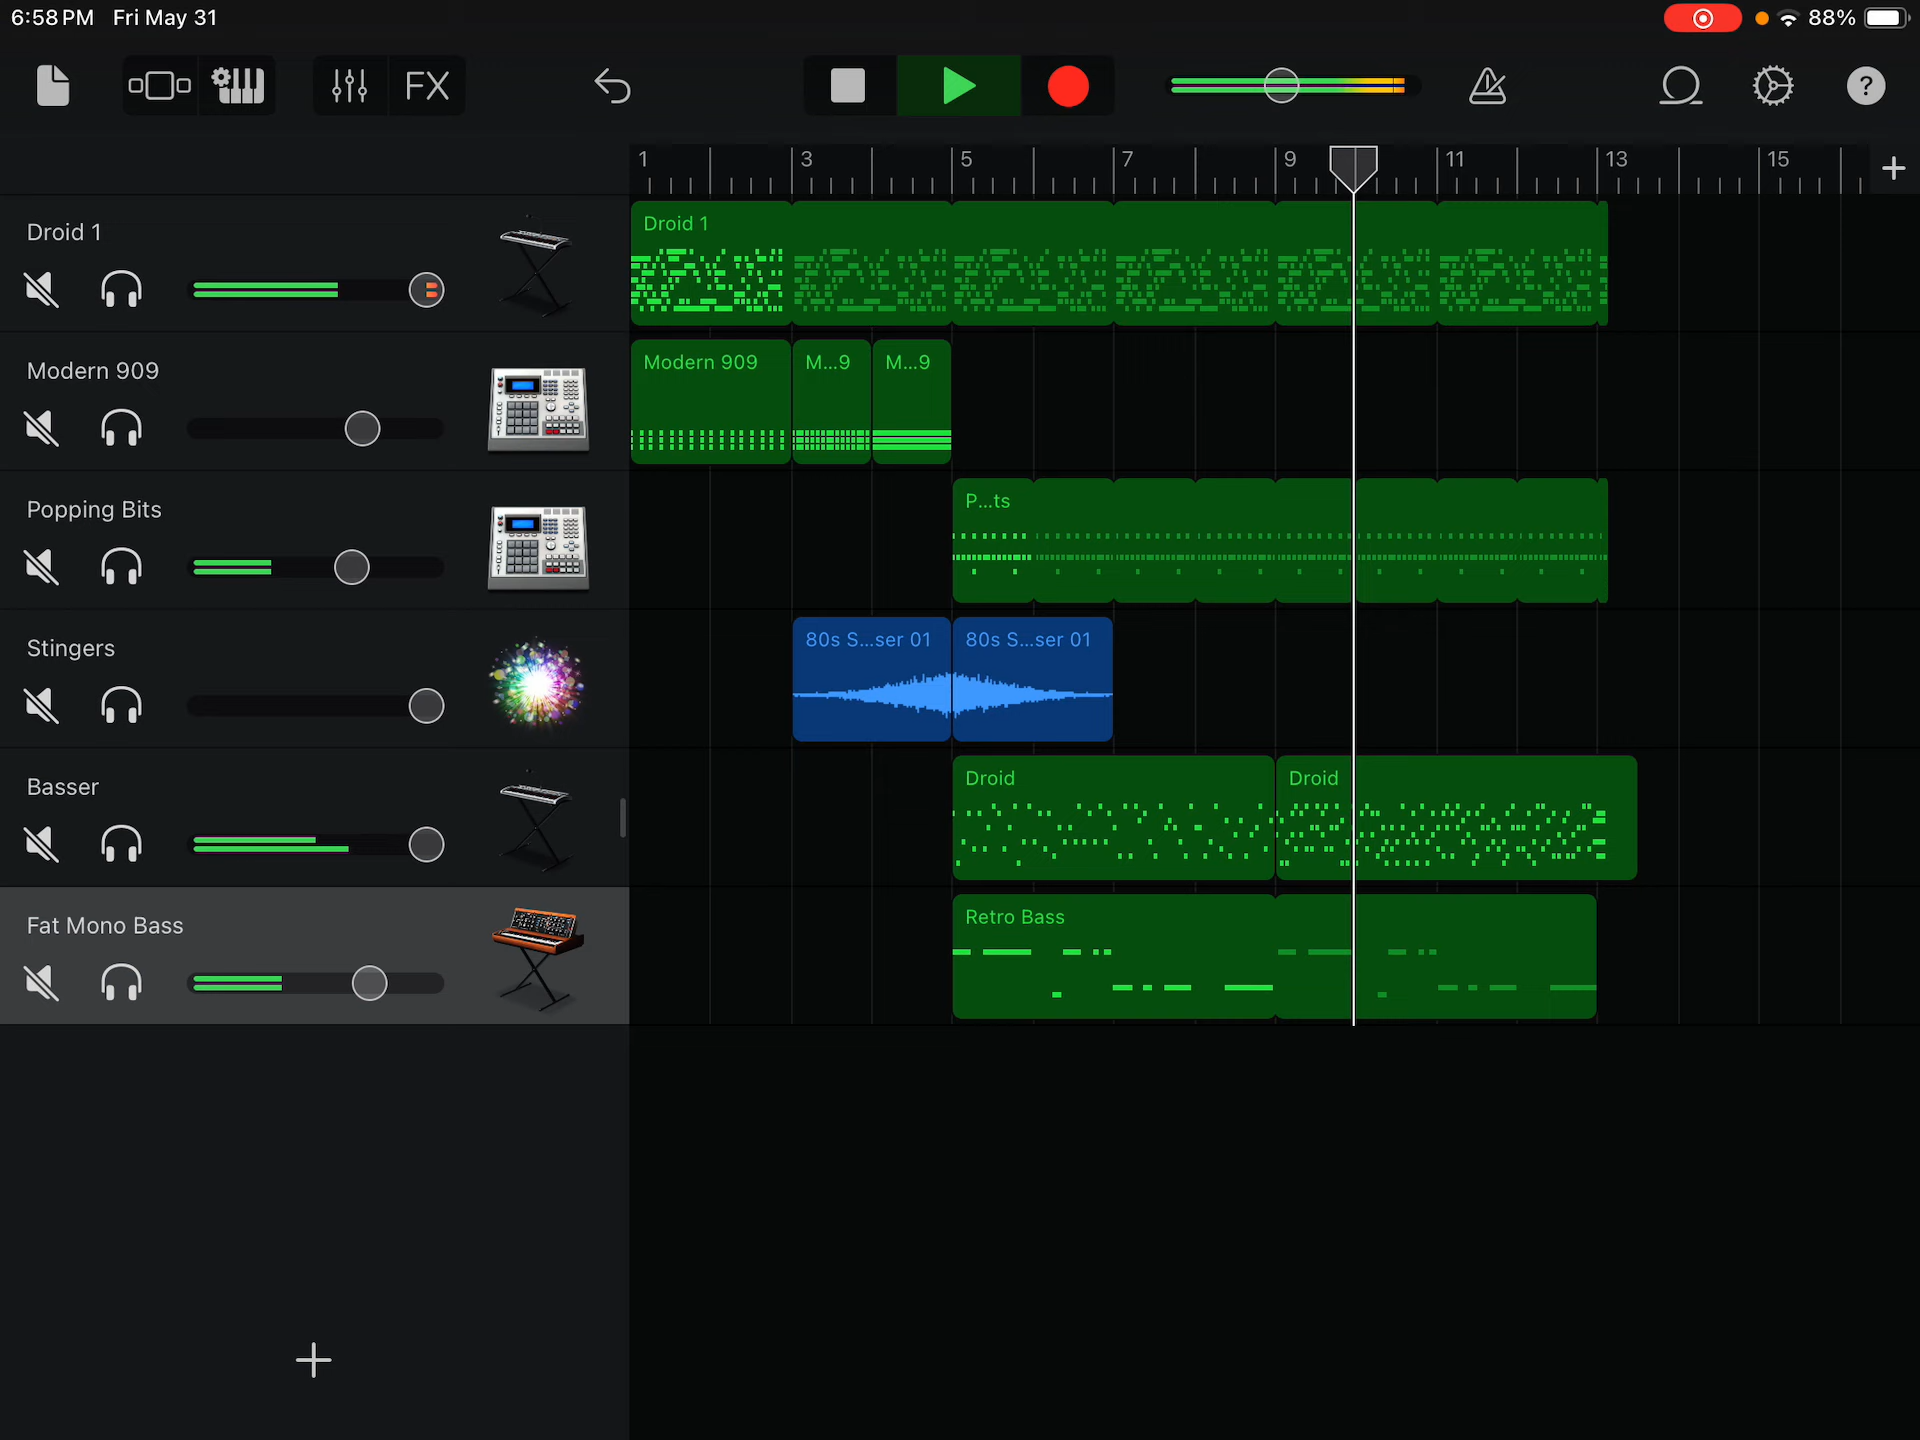 6:58 PM Fri May 31
88%
FX
?
1 3 5 7 9 11 13 15
Droid 1
Droid 1
Modern 909
Modern 909
M...9
M...9
Popping Bits
P...ts
Stingers
80s S...ser 01
80s S...ser 01
Basser
Droid
Droid
Fat Mono Bass
Retro Bass